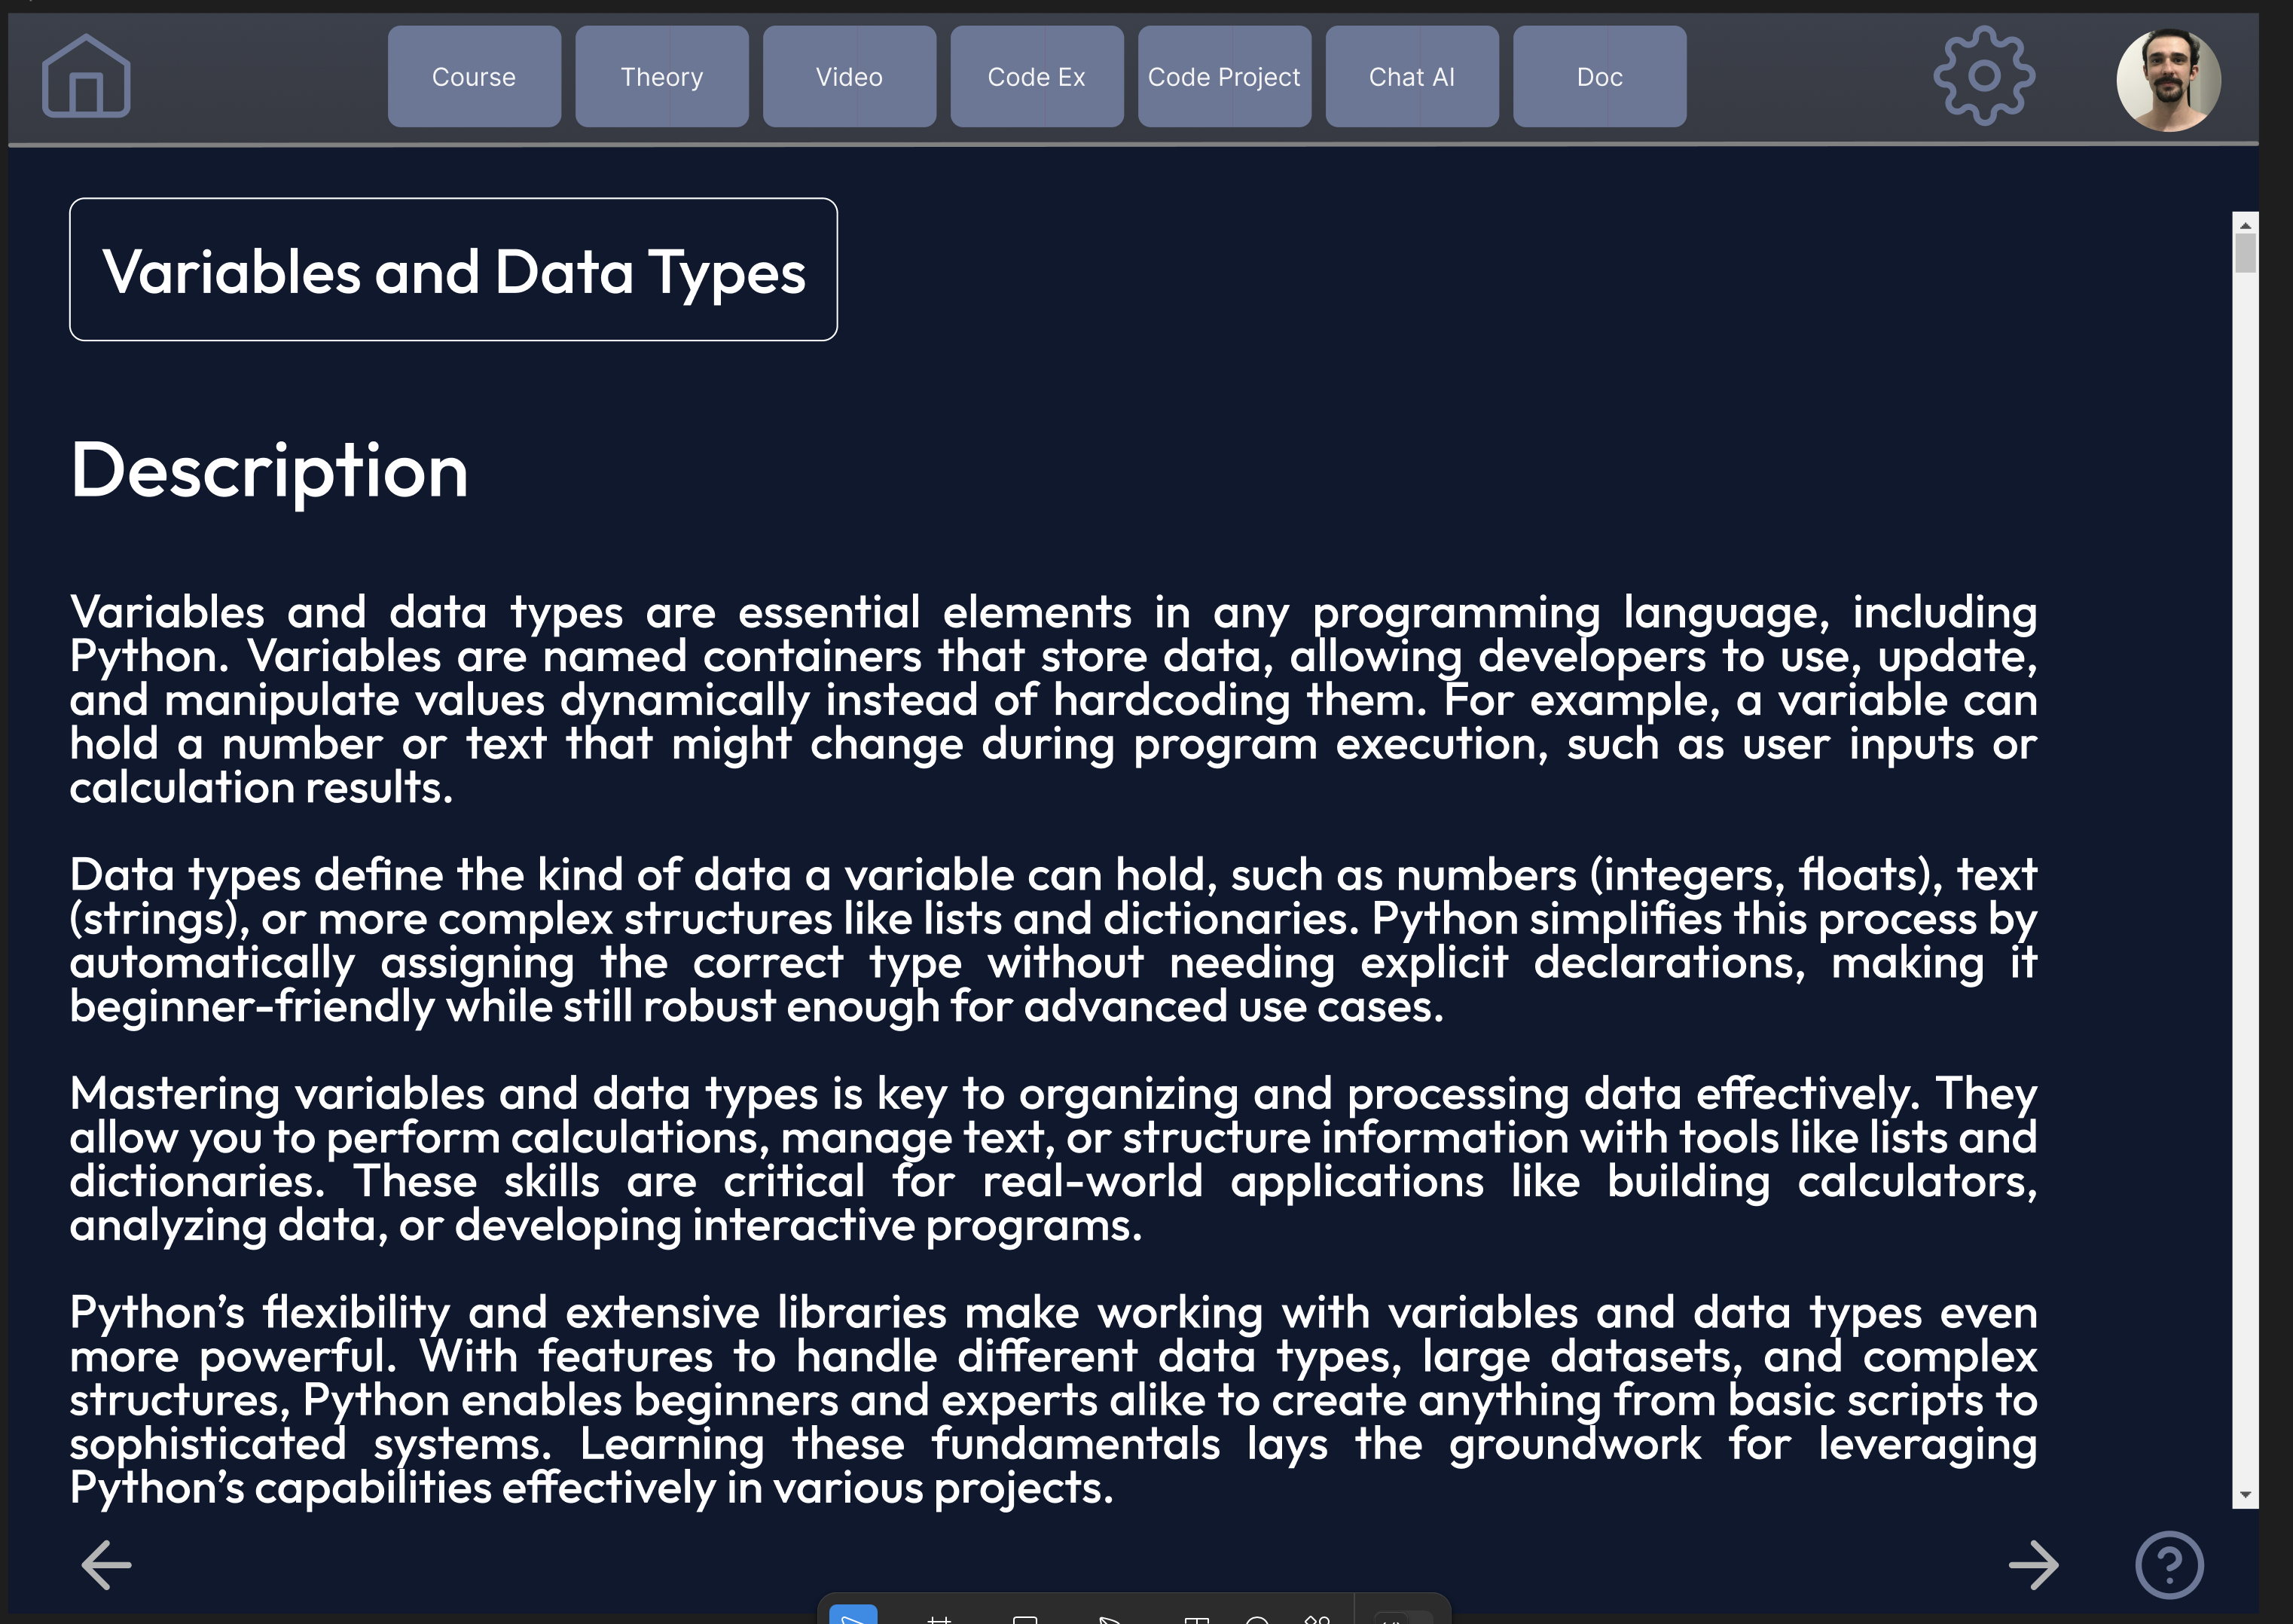 Course
Theory
Video
Code Ex
Code Project
Chat AI
Doc
Variables and Data Types
Description
Variables and data types are essential elements in any programming language, including
Python. Variables are named containers that store data, allowing developers to use, update,
and manipulate values dynamically instead of hardcoding them. For example, a variable can
hold a number or text that might change during program execution, such as user inputs or
calculation results.
Data types define the kind of data a variable can hold, such as numbers (integers, floats), text
(strings), or more complex structures like lists and dictionaries. Python simplifies this process by
automatically assigning the correct type without needing explicit declarations, making it
beginner-friendly while still robust enough for advanced use cases.
Mastering variables and data types is key to organizing and processing data effectively. They
allow you to perform calculations, manage text, or structure information with tools like lists and
dictionaries. These skills are critical for real-world applications like building calculators,
analyzing data, or developing interactive programs.
Python’s flexibility and extensive libraries make working with variables and data types even
more powerful. With features to handle different data types, large datasets, and complex
structures, Python enables beginners and experts alike to create anything from basic scripts to
sophisticated systems. Learning these fundamentals lays the groundwork for leveraging
Python’s capabilities effectively in various projects.